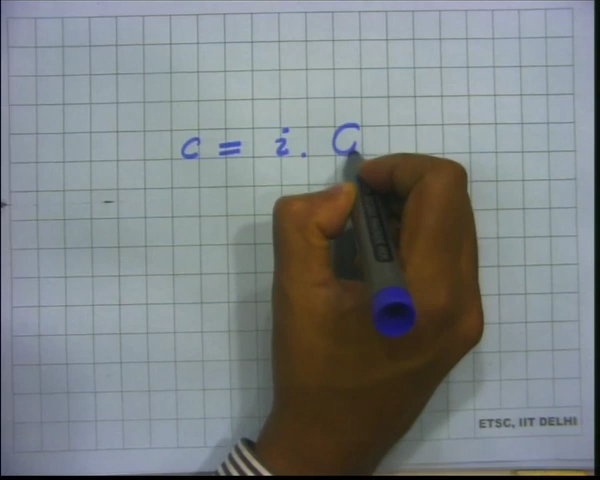 c = i . G
ETSC, IIT DELHI